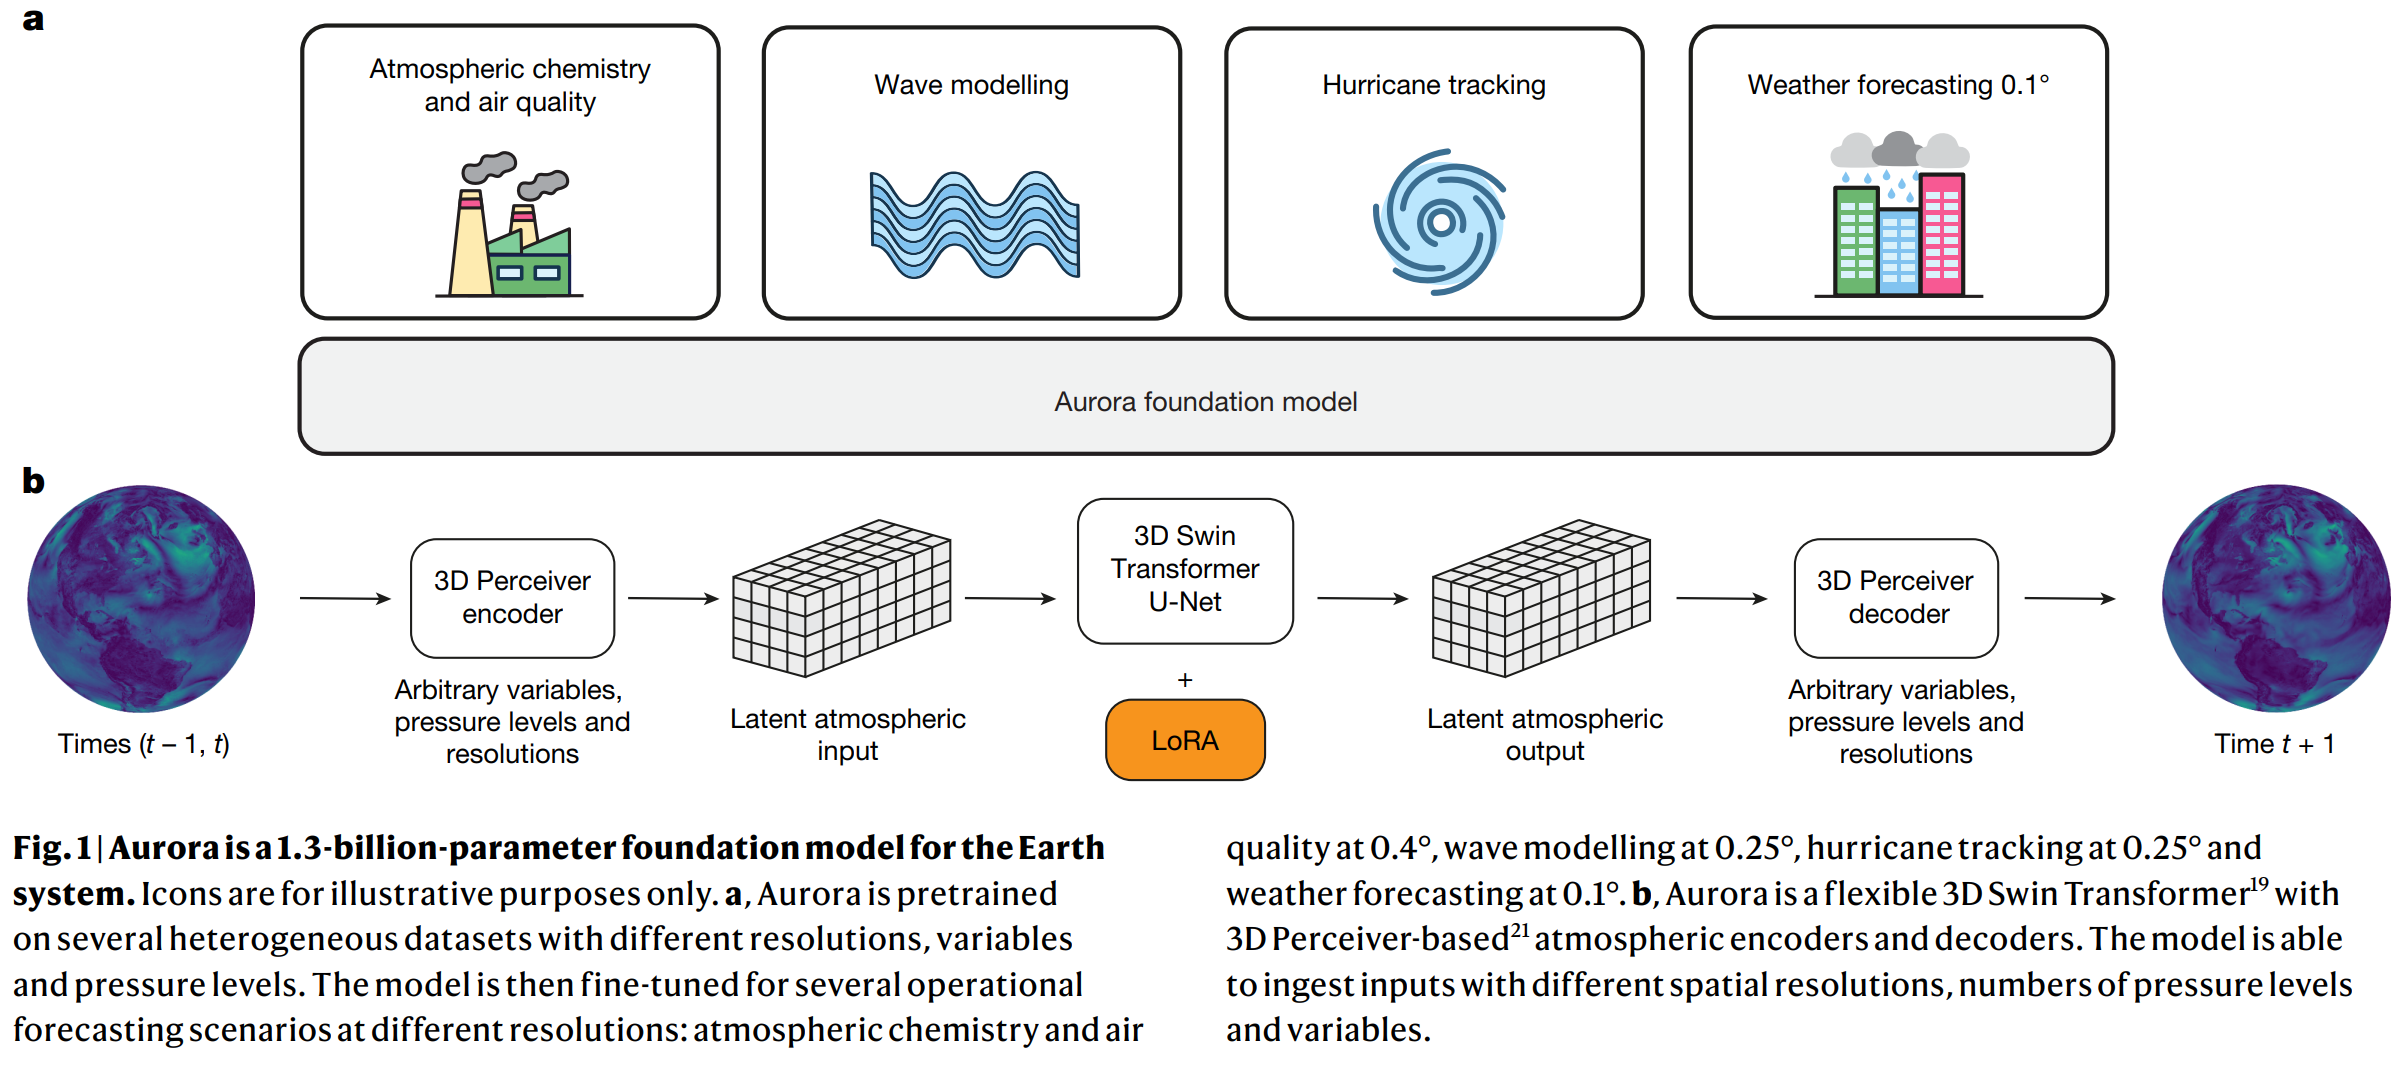 a
Atmospheric chemistry
and air quality
Wave modelling
Hurricane tracking
Weather forecasting 0.1°
Aurora foundation model
b
Times (t – 1, t)
3D Perceiver
encoder
Arbitrary variables,
pressure levels and
resolutions
Latent atmospheric
input
3D Swin
Transformer
U-Net
+
LoRA
Latent atmospheric
output
3D Perceiver
decoder
Arbitrary variables,
pressure levels and
resolutions
Time t + 1
Fig. 1 | Aurora is a 1.3-billion-parameter foundation model for the Earth
system. Icons are for illustrative purposes only. a, Aurora is pretrained
on several heterogeneous datasets with different resolutions, variables
and pressure levels. The model is then fine-tuned for several operational
forecasting scenarios at different resolutions: atmospheric chemistry and air
quality at 0.4°, wave modelling at 0.25°, hurricane tracking at 0.25° and
weather forecasting at 0.1°. b, Aurora is a flexible 3D Swin Transformer19 with
3D Perceiver-based21 atmospheric encoders and decoders. The model is able
to ingest inputs with different spatial resolutions, numbers of pressure levels
and variables.